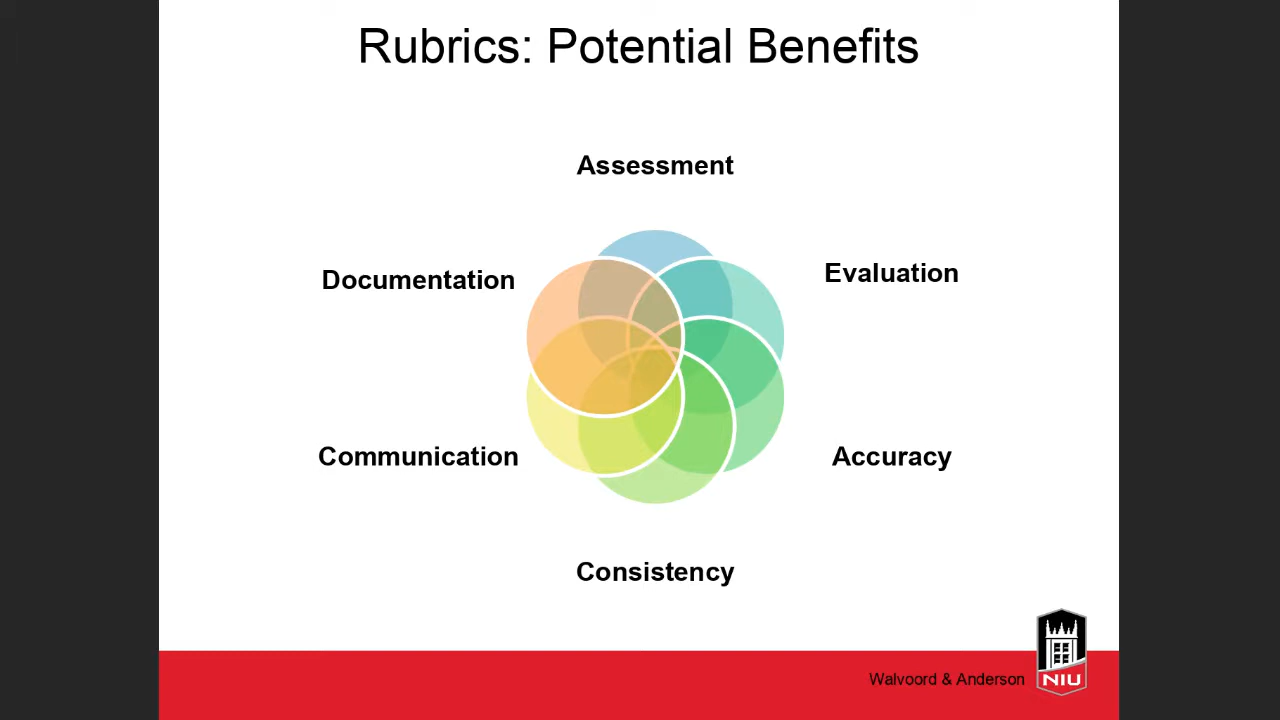 Rubrics: Potential Benefits
Assessment
Documentation
Evaluation
Communication
Accuracy
Consistency
Walvoord & Anderson
NIU